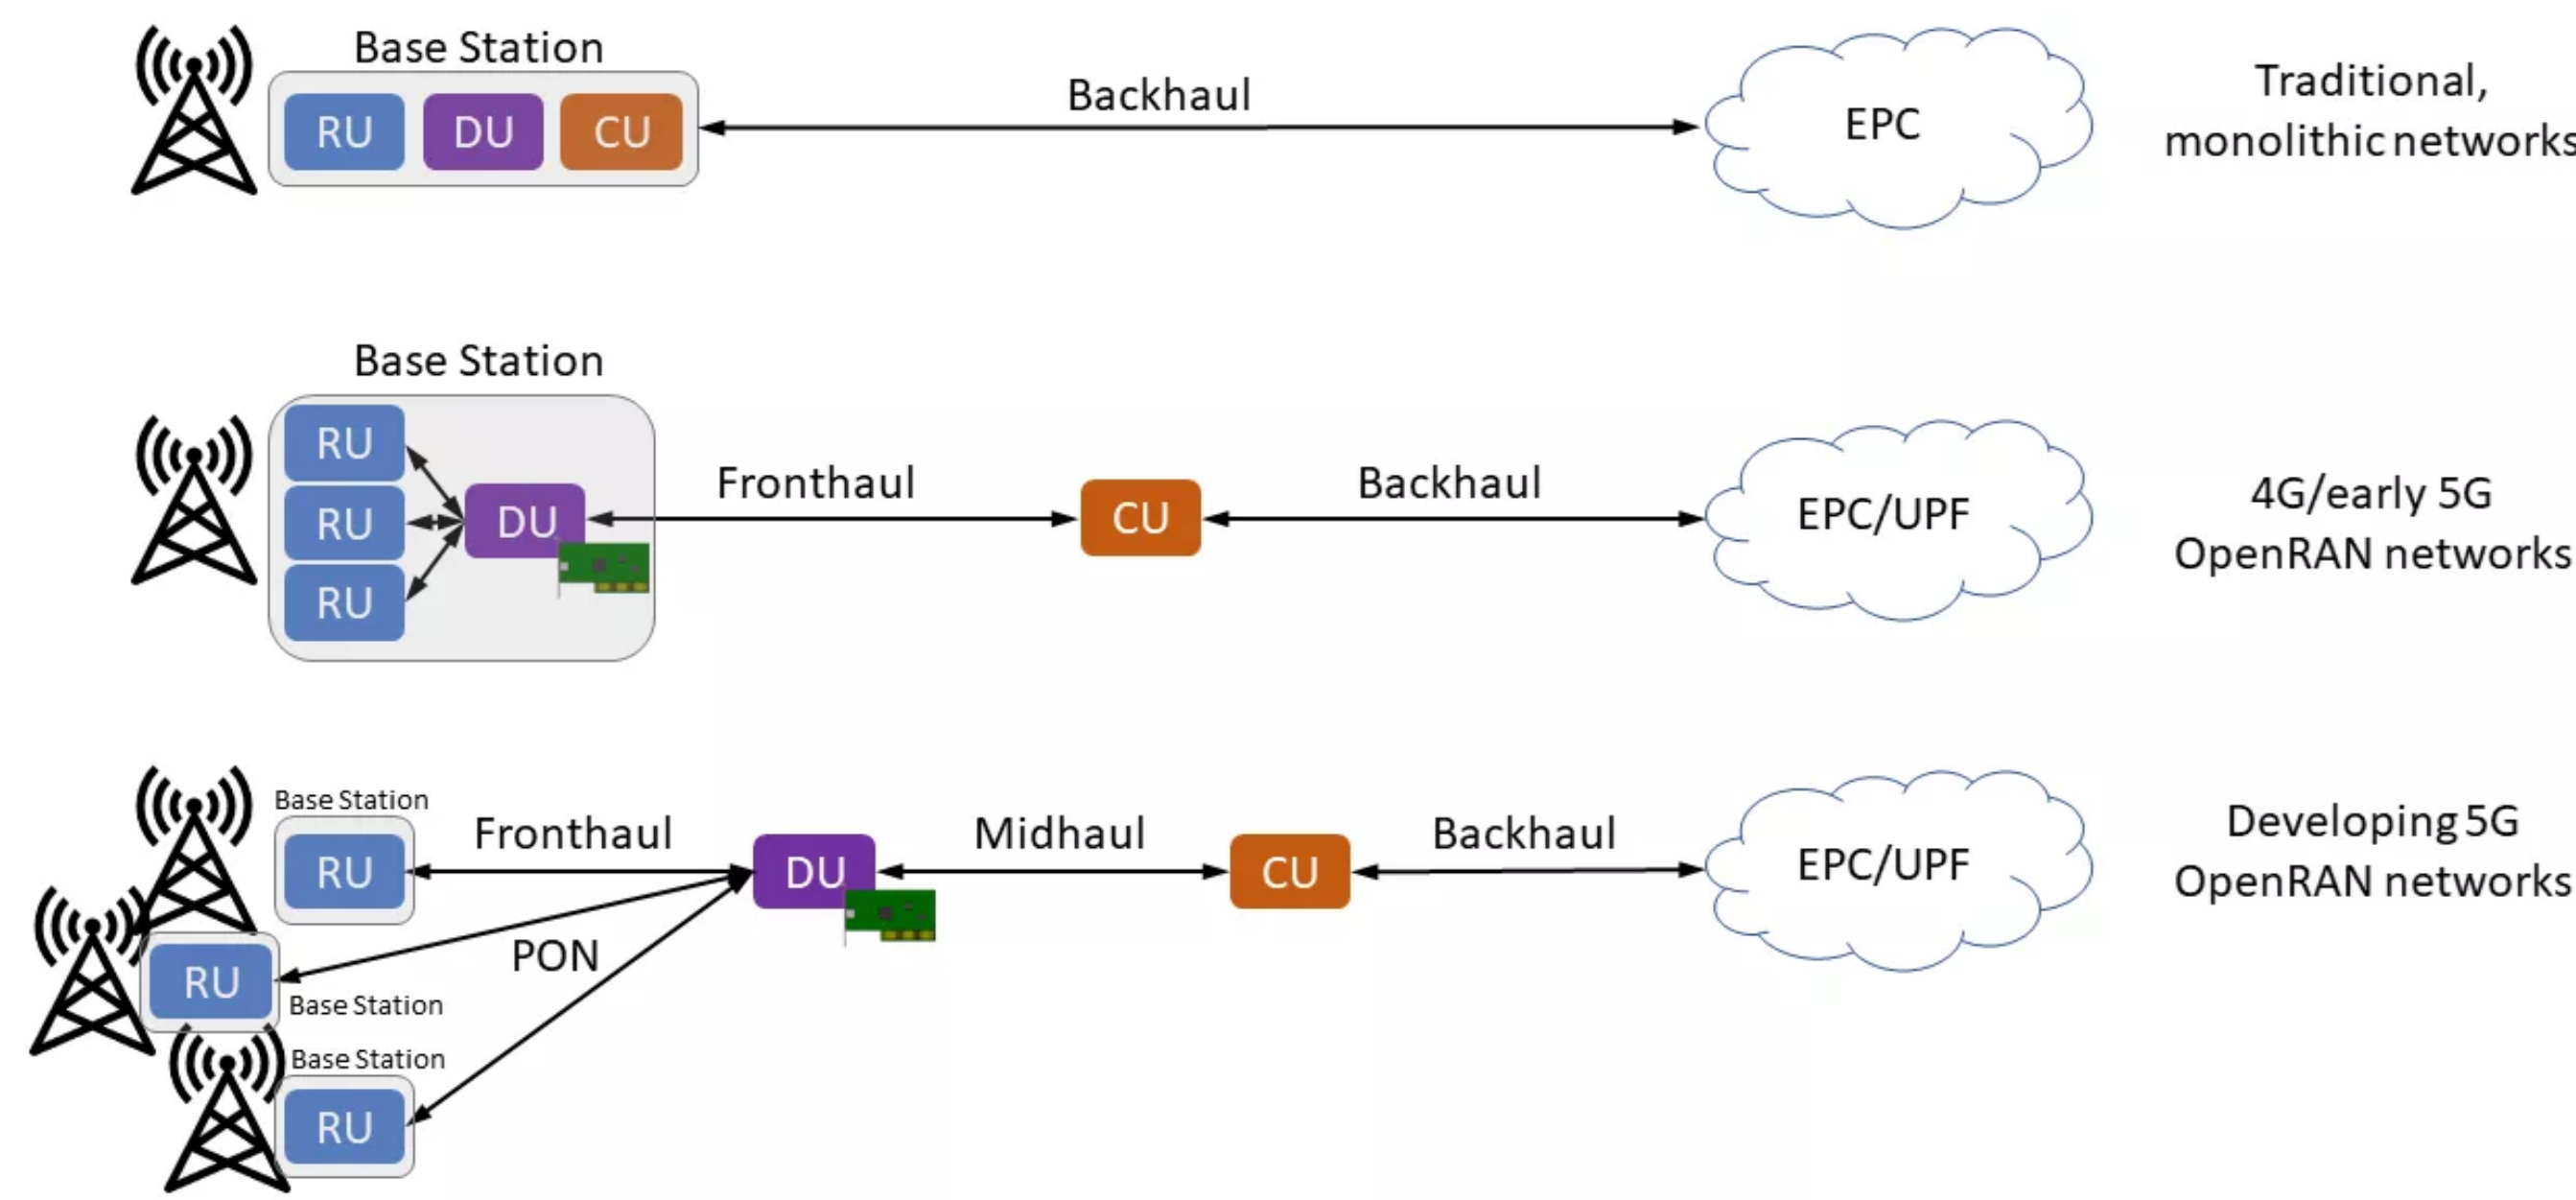 Base Station
RU DU CU
Backhaul
EPC
Traditional,
monolithic networks
Base Station
RU
RU
RU
DU
Fronthaul
CU
Backhaul
EPC/UPF
4G/early 5G
OpenRAN networks
Base Station
RU
Fronthaul
DU
Midhaul
CU
Backhaul
EPC/UPF
Developing 5G
OpenRAN networks
PON
RU
Base Station
Base Station
RU